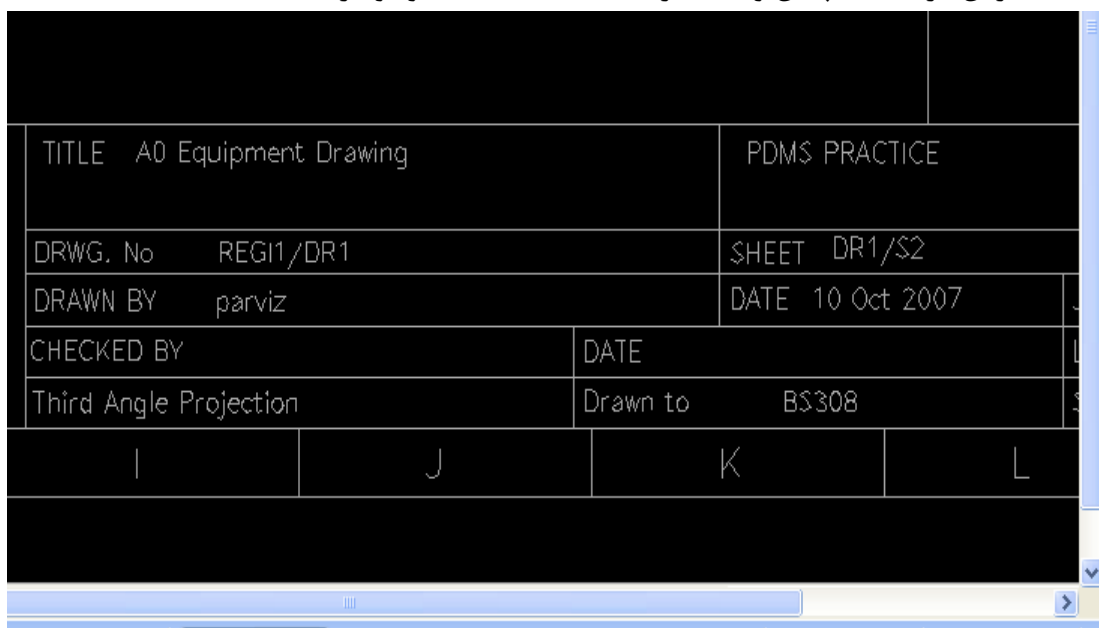 TITLE A0 Equipment Drawing PDMS PRACTICE
DRWG. No REGI1/DR1 SHEET DR1/S2
DRAWN BY parviz DATE 10 Oct 2007
CHECKED BY DATE
Third Angle Projection Drawn to BS308
I J K L